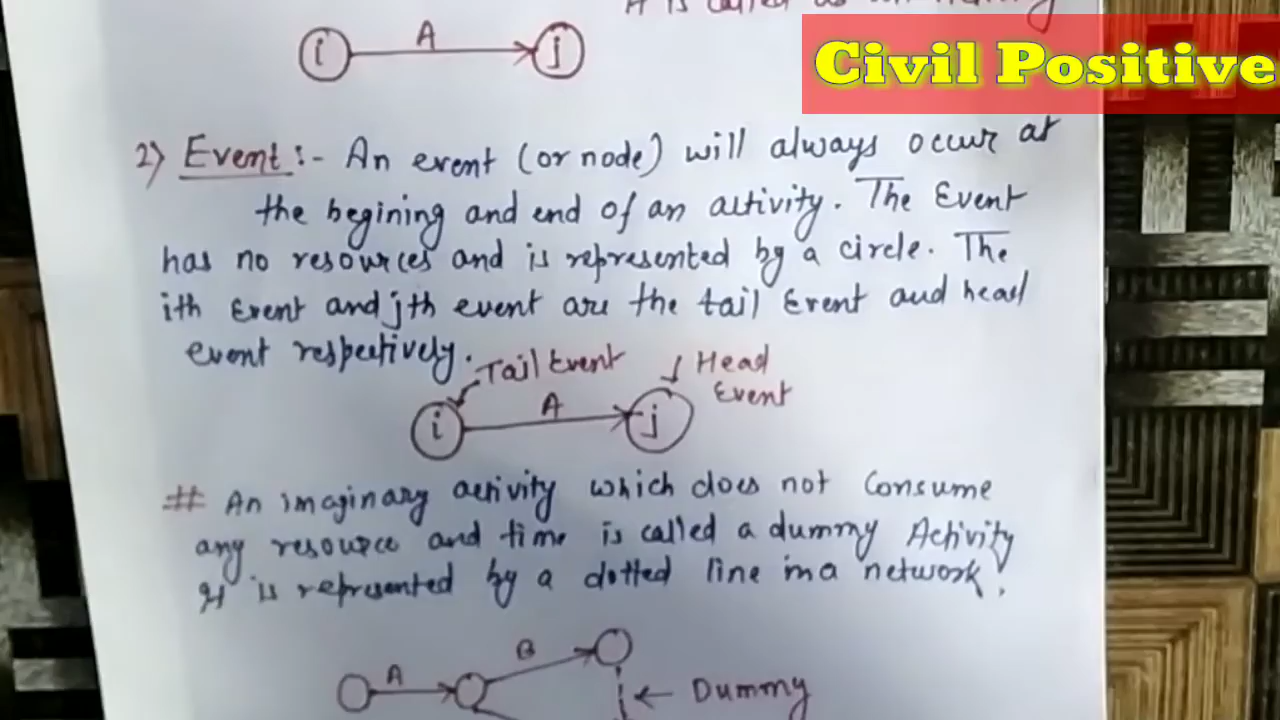 is called
A
i
j
Civil Positive
2) Event :- An event (or node) will always occur at
the begining and end of an activity. The Event
has no resources and is represented by a circle. The
ith Event and jth event are the tail Event and head
event respectively.
Tail Event
Head
Event
A
i
j
# An imaginary activity which does not Consume
any resource and time is called a dummy Activity
It is represented by a dotted line in a network.
B
A
Dummy